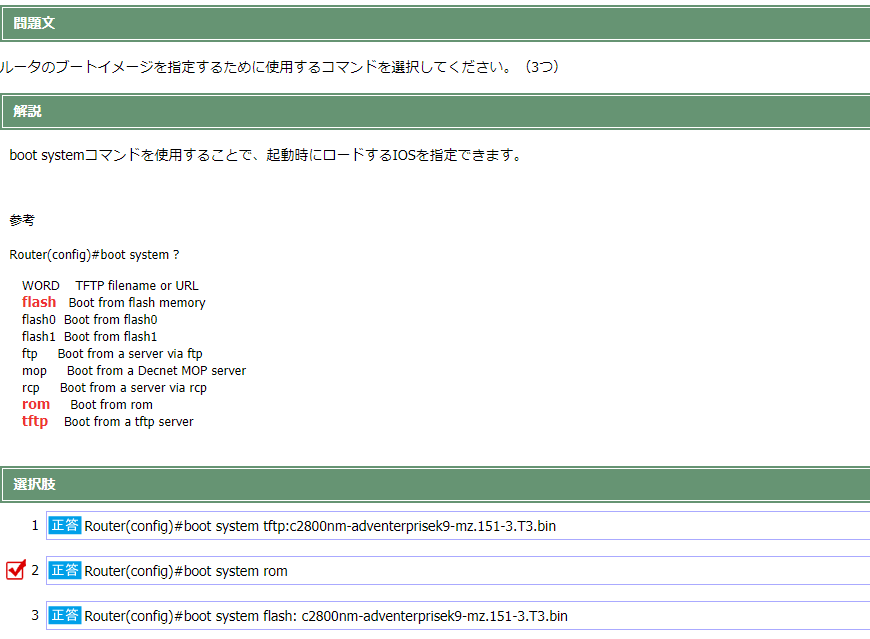 問題文
ルータのブートイメージを指定するために使用するコマンドを選択してください。（3つ）
解説
boot systemコマンドを使用することで、起動時にロードするIOSを指定できます。
参考
Router(config)#boot system ?
WORD TFTP filename or URL
flash Boot from flash memory
flash0 Boot from flash0
flash1 Boot from flash1
ftp Boot from a server via ftp
mop Boot from a Decnet MOP server
rcp Boot from a server via rcp
rom Boot from rom
tftp Boot from a tftp server
選択肢
1 正答 Router(config)#boot system tftp:c2800nm-adventerprisek9-mz.151-3.T3.bin
2 正答 Router(config)#boot system rom
3 正答 Router(config)#boot system flash: c2800nm-adventerprisek9-mz.151-3.T3.bin